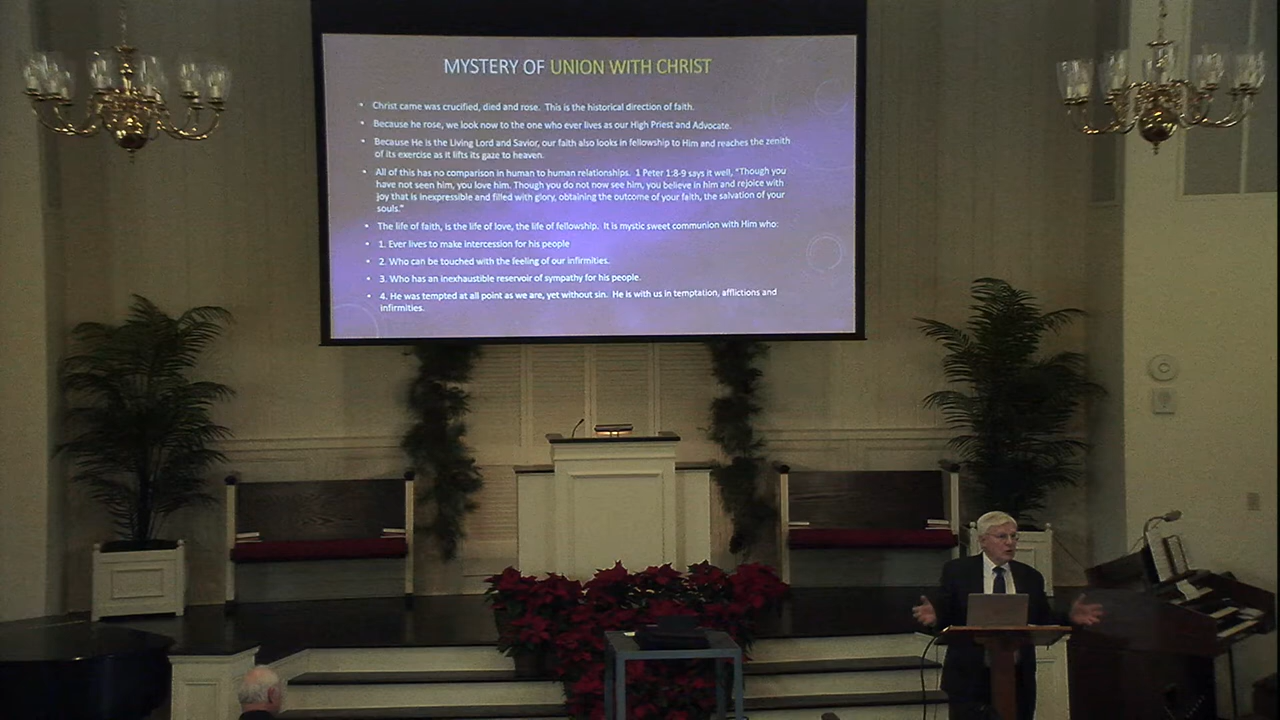 MYSTERY OF UNION WITH CHRIST
• Christ came was crucified, died and rose. This is the historical direction of faith.
• Because he rose, we look now to the one who ever lives as our High Priest and Advocate.
• Because He is the Living Lord and Savior, our faith also looks in fellowship to Him and reaches the zenith
of its exercise as it lifts its gaze to heaven.
• All of this has no comparison in human to human relationships. 1 Peter 1:8-9 says it well, "Though you
have not seen him, you love him. Though you do not now see him, you believe in him and rejoice with
joy that is inexpressible and filled with glory, obtaining the outcome of your faith, the salvation of your
souls."
• The life of faith, is the life of love, the life of fellowship. It is mystic sweet communion with Him who:
• 1. Ever lives to make intercession for his people
• 2. Who can be touched with the feeling of our infirmities.
• 3. Who has an inexhaustible reservoir of sympathy for his people.
• 4. He was tempted at all point as we are, yet without sin. He is with us in temptation, afflictions and
infirmities.